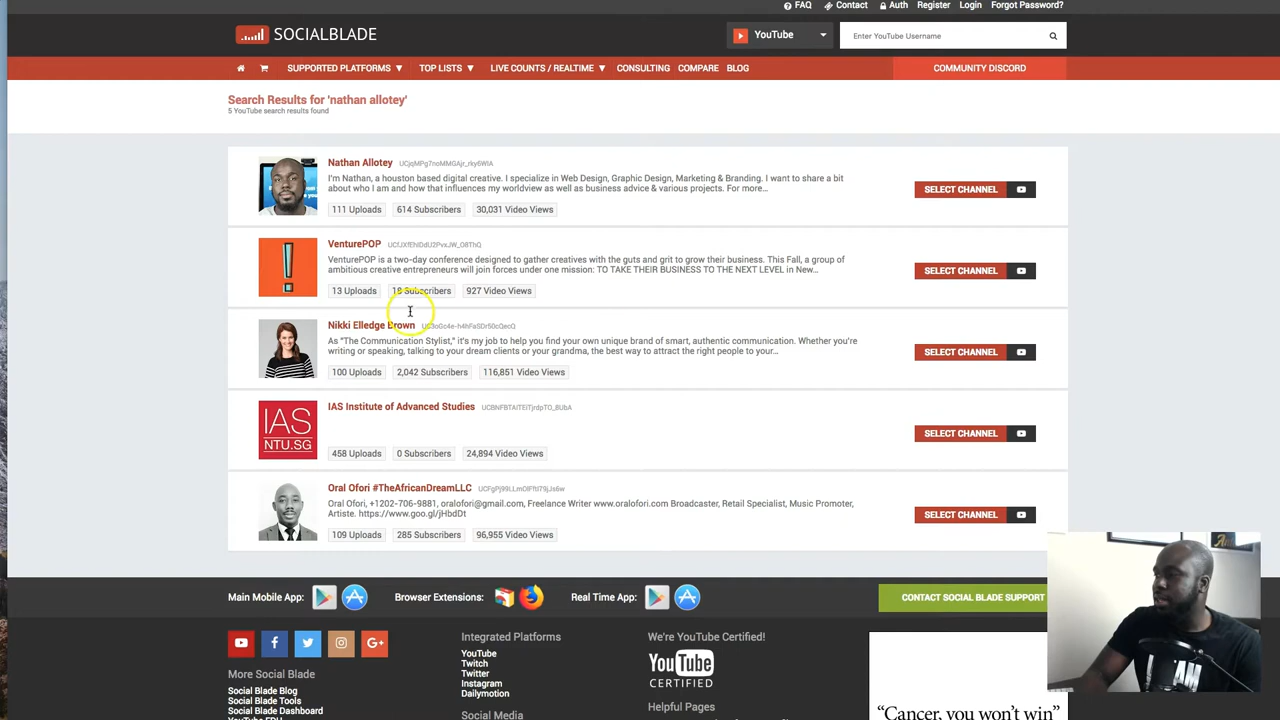 FAQ Contact Auth Register Login Forgot Password?
SOCIALBLADE
YouTube
Enter YouTube Username
SUPPORTED PLATFORMS TOP LISTS LIVE COUNTS / REALTIME CONSULTING COMPARE BLOG COMMUNITY DISCORD
Search Results for 'nathan allotey'
5 YouTube search results found
Nathan Allotey
I'm Nathan, a houston based digital creative. I specialize in Web Design, Graphic Design, Marketing & Branding. I want to share a bit
about who I am and how that influences my worldview as well as business advice & various projects. For more...
111 Uploads 614 Subscribers 30,031 Video Views
SELECT CHANNEL
VenturePOP
VenturePOP is a two-day conference designed to gather creatives with the guts and grit to grow their business. This Fall, a group of
ambitious creative entrepreneurs will join forces under one mission: TO TAKE THEIR BUSINESS TO THE NEXT LEVEL in New...
13 Uploads Subscribers 927 Video Views
SELECT CHANNEL
Nikki Elledge Brown
As "The Communication Stylist," it's my job to help you find your own unique brand of smart, authentic communication. Whether you're
writing or speaking, talking to your dream clients or your grandma, the best way to attract the right people to your...
100 Uploads 2,042 Subscribers 116,851 Video Views
SELECT CHANNEL
IAS
NTU.SG
IAS Institute of Advanced Studies
458 Uploads 0 Subscribers 24,894 Video Views
SELECT CHANNEL
Oral Ofori #TheAfricanDreamLLC
Oral Ofori, +1202-706-9881, oralofori@gmail.com, Freelance Writer www.oralofori.com Broadcaster, Retail Specialist, Music Promoter,
Artiste. https://www.goo.gl/jHbdDt
109 Uploads 285 Subscribers 96,955 Video Views
SELECT CHANNEL
Main Mobile App: Browser Extensions: Real Time App: CONTACT SOCIAL BLADE SUPPORT
More Social Blade
Social Blade Blog
Social Blade Tools
Social Blade Dashboard
YouTube EDU
Integrated Platforms
YouTube
Twitch
Twitter
Instagram
Dailymotion
Social Media
We're YouTube Certified!
YouTube
CERTIFIED
Helpful Pages
"Cancer, you won't win"